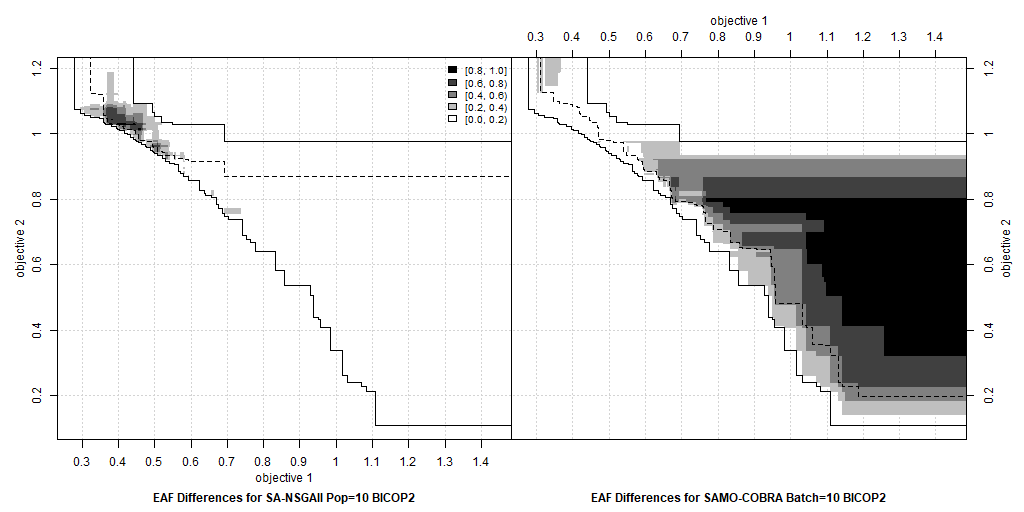 objective 1
0.3 0.4 0.5 0.6 0.7 0.8 0.9 1 1.1 1.2 1.3 1.4
1.2
1
0.8
0.6
0.4
0.2
objective 2
[0.8, 1.0]
[0.6, 0.8)
[0.4, 0.6)
[0.2, 0.4)
[0.0, 0.2)
1.2
1
0.8
0.6
0.4
0.2
objective 2
0.3 0.4 0.5 0.6 0.7 0.8 0.9 1 1.1 1.2 1.3 1.4
objective 1
EAF Differences for SA-NSGAII Pop=10 BICOP2
EAF Differences for SAMO-COBRA Batch=10 BICOP2